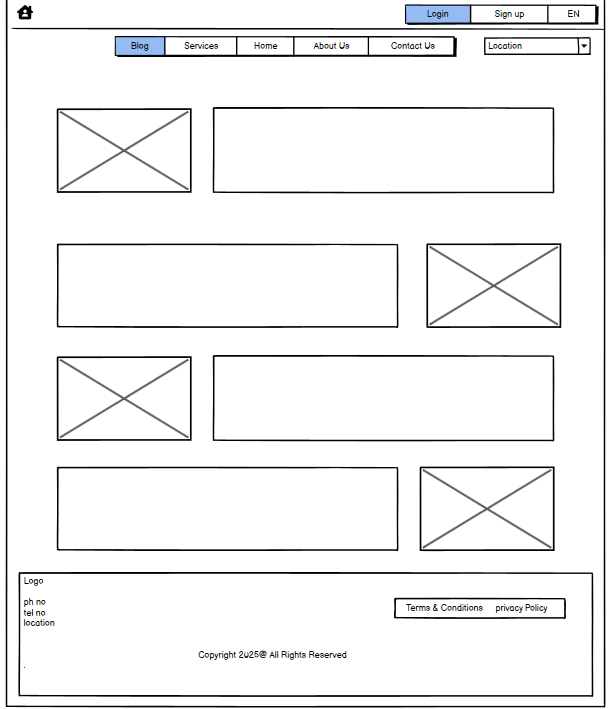 Login Sign up EN
Blog Services Home About Us Contact Us Location
Logo
ph no
tel no
location
Terms & Conditions privacy Policy
Copyright 2025@ All Rights Reserved
.